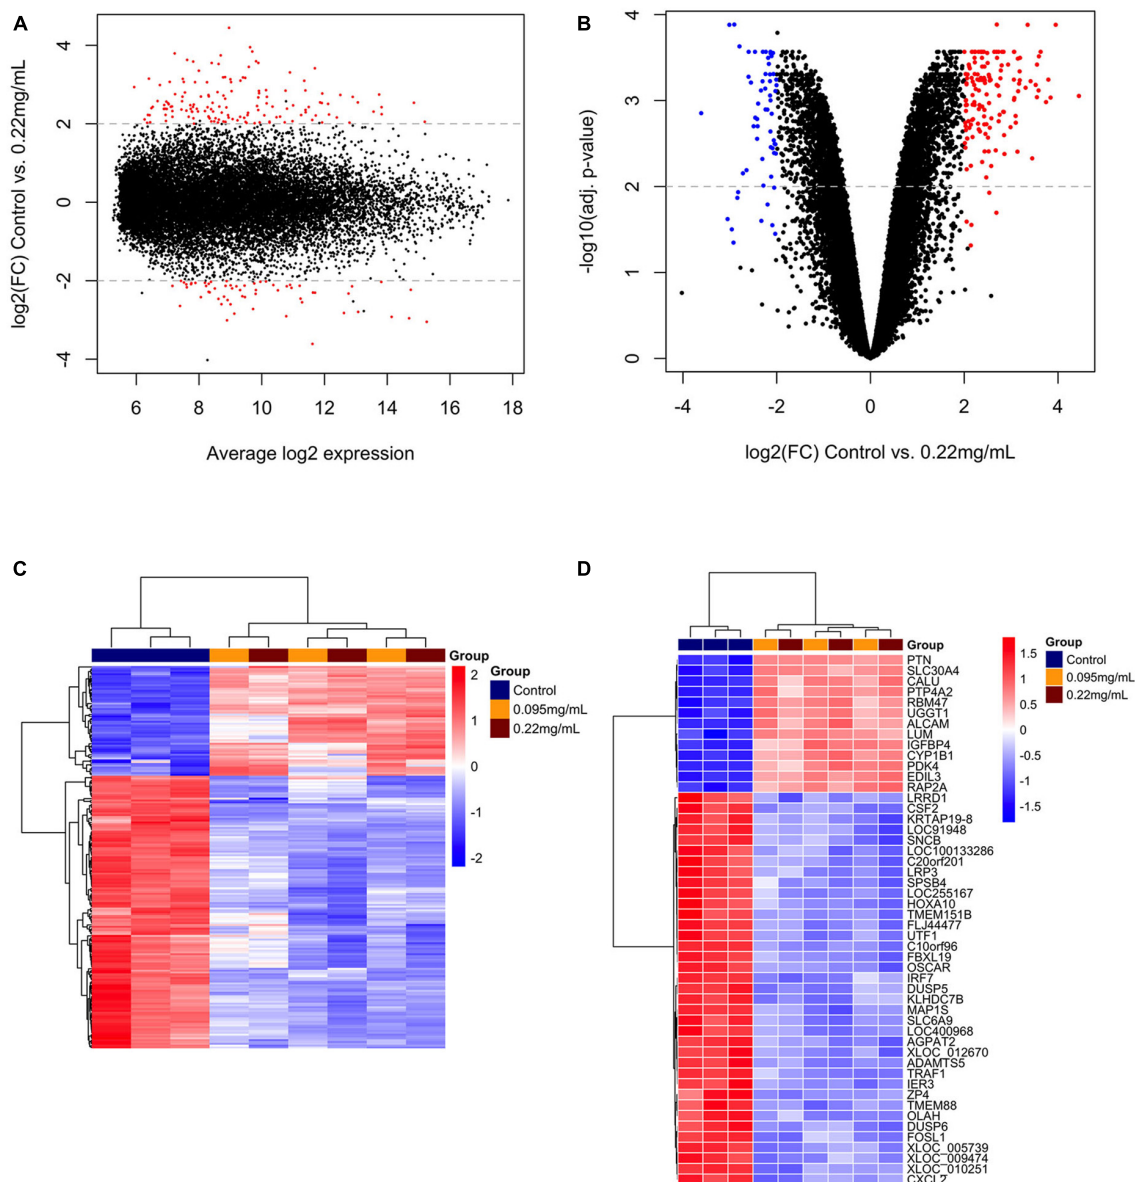 A
log2(FC) Control vs. 0.22mg/mL
4
2
0
-2
-4
6 8 10 12 14 16 18
Average log2 expression
B
-log10(adj. p-value)
4
3
2
1
0
-4 -2 0 2 4
log2(FC) Control vs. 0.22mg/mL
C
Group
2
1
0
-1
-2
Group
Control
0.095mg/mL
0.22mg/mL
D
Group
PTN
SLC30A4
CALU
PTP4A2
RBM47
UGGT1
ALCAM
LUM
IGFBP4
CYP1B1
PDK4
EDIL3
RAP2A
LRRD1
CSF2
KRTAP19-8
LOC91948
SNCB
LOC100133286
C20orf201
LRP3
SPSB4
LOC255167
HOXA10
TMEM151B
FLJ44477
UTF1
C10orf96
FBXL19
OSCAR
IRF7
DUSP5
KLHDC7B
MAP1S
SLC6A9
LOC400968
AGPAT2
XLOC_012670
ADAMTS5
TRAF1
IER3
ZP4
TMEM88
OLAH
DUSP6
FOSL1
XLOC_005739
XLOC_009474
XLOC_010251
CXCL2
1.5
1
0.5
0
-0.5
-1
-1.5
Group
Control
0.095mg/mL
0.22mg/mL